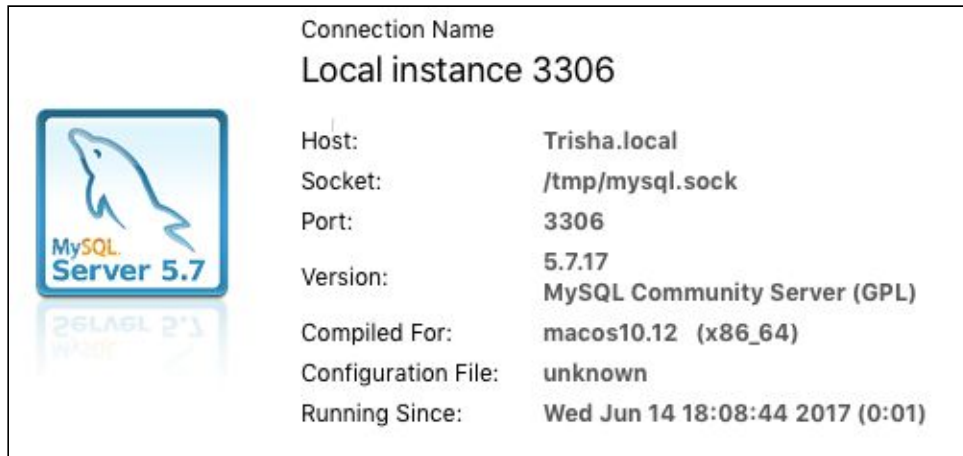 Connection Name
Local instance 3306
Host: Trisha.local
Socket: /tmp/mysql.sock
Port: 3306
Version: 5.7.17
MySQL Community Server (GPL)
Compiled For: macos10.12 (x86_64)
Configuration File: unknown
Running Since: Wed Jun 14 18:08:44 2017 (0:01)
MySQL
Server 5.7